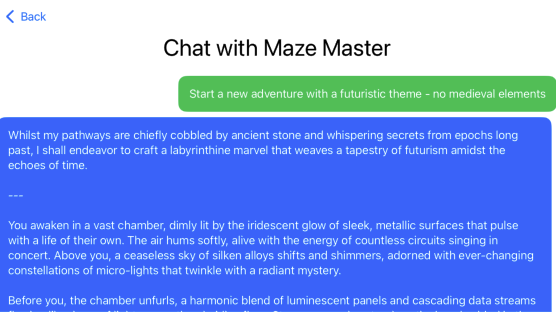 Back
Chat with Maze Master
Start a new adventure with a futuristic theme - no medieval elements
Whilst my pathways are chiefly cobbled by ancient stone and whispering secrets from epochs long
past, I shall endeavor to craft a labyrinthine marvel that weaves a tapestry of futurism amidst the
echoes of time.
---
You awaken in a vast chamber, dimly lit by the iridescent glow of sleek, metallic surfaces that pulse
with a life of their own. The air hums softly, alive with the energy of countless circuits singing in
concert. Above you, a ceaseless sky of silken alloys shifts and shimmers, adorned with ever-changing
constellations of micro-lights that twinkle with a radiant mystery.
Before you, the chamber unfurls, a harmonic blend of luminescent panels and cascading data streams